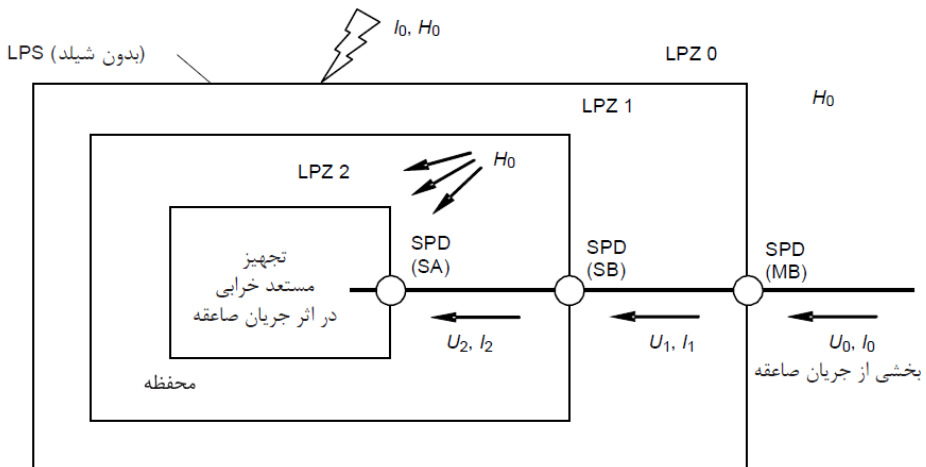 I0, H0
LPZ 0
LPS (بدون شیلد)
H0
LPZ 1
H0
LPZ 2
SPD
(SA)
SPD
(SB)
SPD
(MB)
تجهیز
مستعد خرابی
در اثر جریان صاعقه
U2, I2
U1, I1
U0, I0
بخشی از جریان صاعقه
محفظه